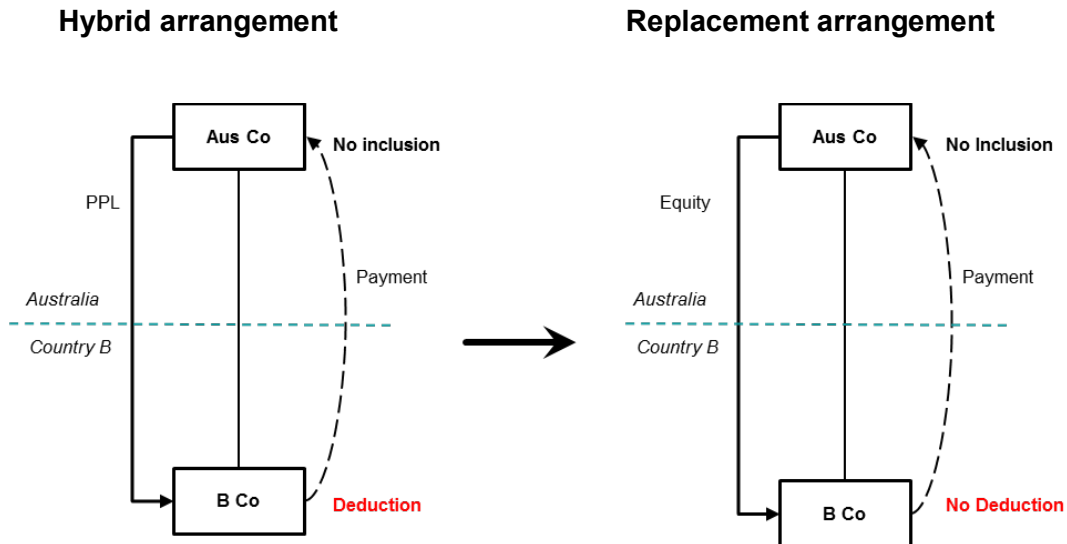 Hybrid arrangement
Replacement arrangement
Aus Co
No inclusion
PPL
Payment
Australia
Country B
B Co
Deduction
Aus Co
No Inclusion
Equity
Payment
Australia
Country B
B Co
No Deduction